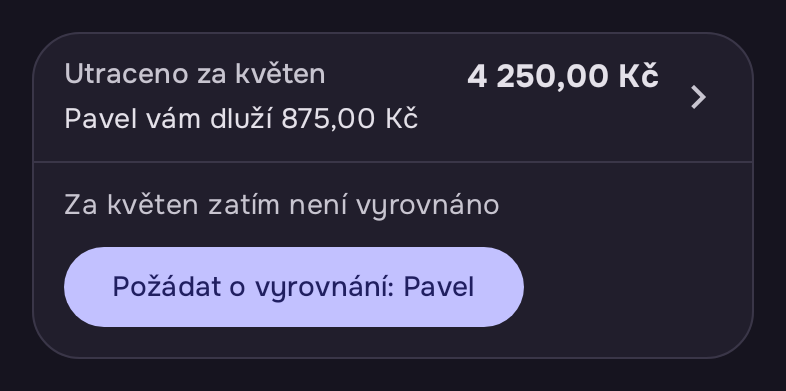 Utraceno za květen
4 250,00 Kč
Pavel vám dluží 875,00 Kč
Za květen zatím není vyrovnáno
Požádat o vyrovnání: Pavel